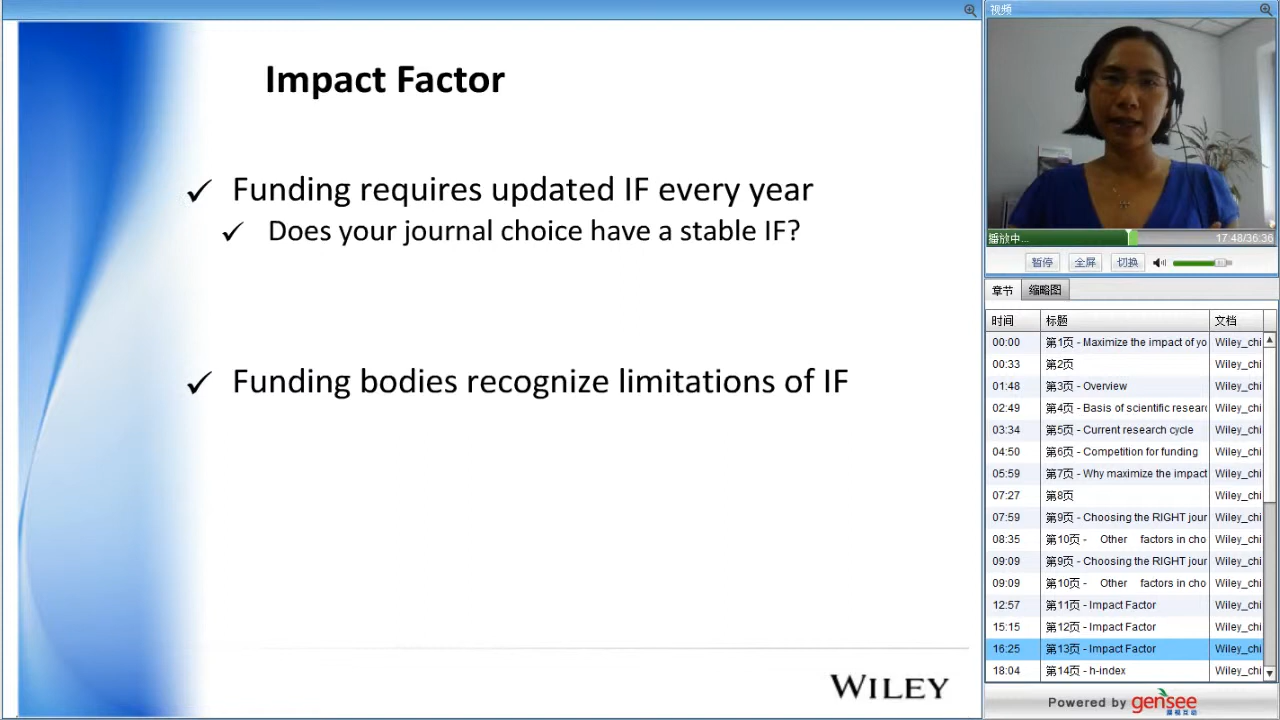 Impact Factor
✓ Funding requires updated IF every year
✓ Does your journal choice have a stable IF?
✓ Funding bodies recognize limitations of IF
WILEY
视频
播放中...
17:48/36:36
暂停 全屏 切换
章节 缩略图
时间 标题 文档
00:00 第1页 - Maximize the impact of yo Wiley_chi
00:33 第2页 Wiley_chi
01:48 第3页 - Overview Wiley_chi
02:49 第4页 - Basis of scientific researc Wiley_chi
03:34 第5页 - Current research cycle Wiley_chi
04:50 第6页 - Competition for funding Wiley_chi
05:59 第7页 - Why maximize the impact Wiley_chi
07:27 第8页 Wiley_chi
07:59 第9页 - Choosing the RIGHT jour Wiley_chi
08:35 第10页 - Other factors in cho Wiley_chi
09:09 第9页 - Choosing the RIGHT jour Wiley_chi
09:09 第10页 - Other factors in cho Wiley_chi
12:57 第11页 - Impact Factor Wiley_chi
15:15 第12页 - Impact Factor Wiley_chi
16:25 第13页 - Impact Factor Wiley_chi
18:04 第14页 - h-index Wiley_chi
Powered by gensee
展视互动